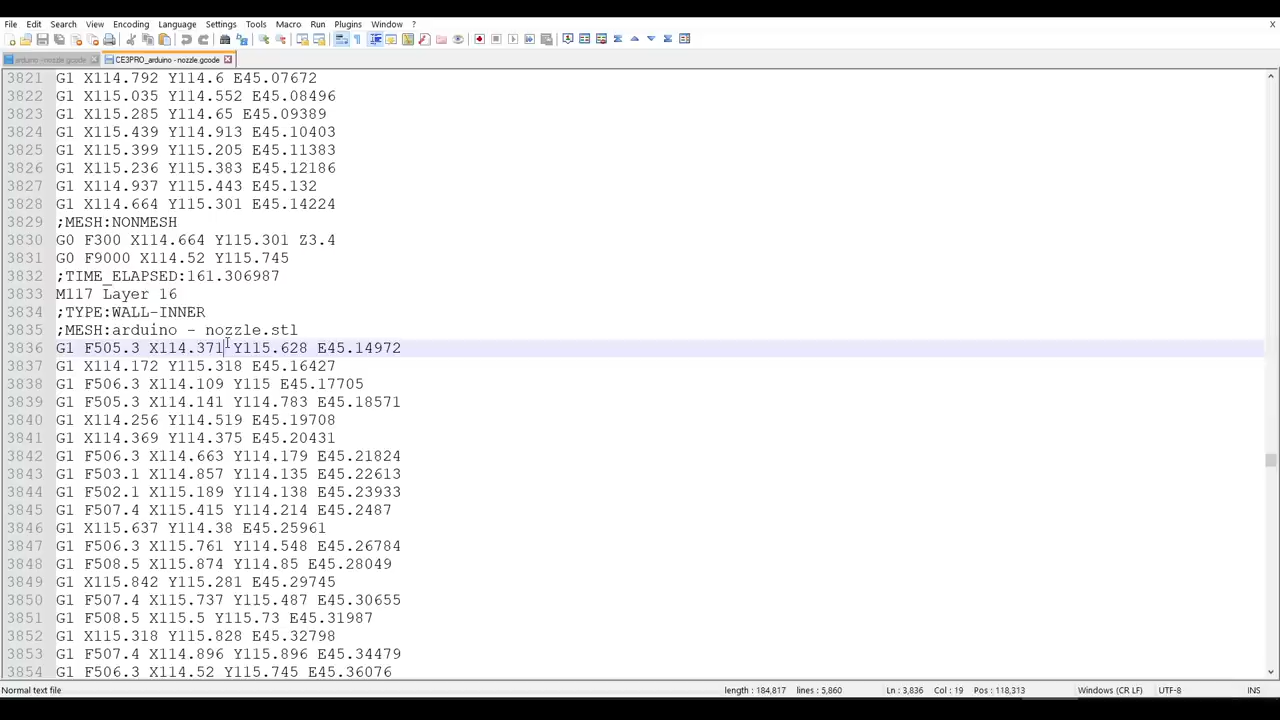 File Edit Search View Encoding Language Settings Tools Macro Run Plugins Window ? X
arduino - nozzle.gcode CE3PRO_arduino - nozzle.gcode
3821 G1 X114.792 Y114.6 E45.07672
3822 G1 X115.035 Y114.552 E45.08496
3823 G1 X115.285 Y114.65 E45.09389
3824 G1 X115.439 Y114.913 E45.10403
3825 G1 X115.399 Y115.205 E45.11383
3826 G1 X115.236 Y115.383 E45.12186
3827 G1 X114.937 Y115.443 E45.132
3828 G1 X114.664 Y115.301 E45.14224
3829 ;MESH:NONMESH
3830 G0 F300 X114.664 Y115.301 Z3.4
3831 G0 F9000 X114.52 Y115.745
3832 ;TIME_ELAPSED:161.306987
3833 M117 Layer 16
3834 ;TYPE:WALL-INNER
3835 ;MESH:arduino - nozzle.stl
3836 G1 F505.3 X114.371 Y115.628 E45.14972
3837 G1 X114.172 Y115.318 E45.16427
3838 G1 F506.3 X114.109 Y115 E45.17705
3839 G1 F505.3 X114.141 Y114.783 E45.18571
3840 G1 X114.256 Y114.519 E45.19708
3841 G1 X114.369 Y114.375 E45.20431
3842 G1 F506.3 X114.663 Y114.179 E45.21824
3843 G1 F503.1 X114.857 Y114.135 E45.22613
3844 G1 F502.1 X115.189 Y114.138 E45.23933
3845 G1 F507.4 X115.415 Y114.214 E45.2487
3846 G1 X115.637 Y114.38 E45.25961
3847 G1 F506.3 X115.761 Y114.548 E45.26784
3848 G1 F508.5 X115.874 Y114.85 E45.28049
3849 G1 X115.842 Y115.281 E45.29745
3850 G1 F507.4 X115.737 Y115.487 E45.30655
3851 G1 F508.5 X115.5 Y115.73 E45.31987
3852 G1 X115.318 Y115.828 E45.32798
3853 G1 F507.4 X114.896 Y115.896 E45.34479
3854 G1 F506.3 X114.52 Y115.745 E45.36076
Normal text file length : 184,817 lines : 5,860 Ln : 3,836 Col : 19 Pos : 118,313 Windows (CR LF) UTF-8 INS